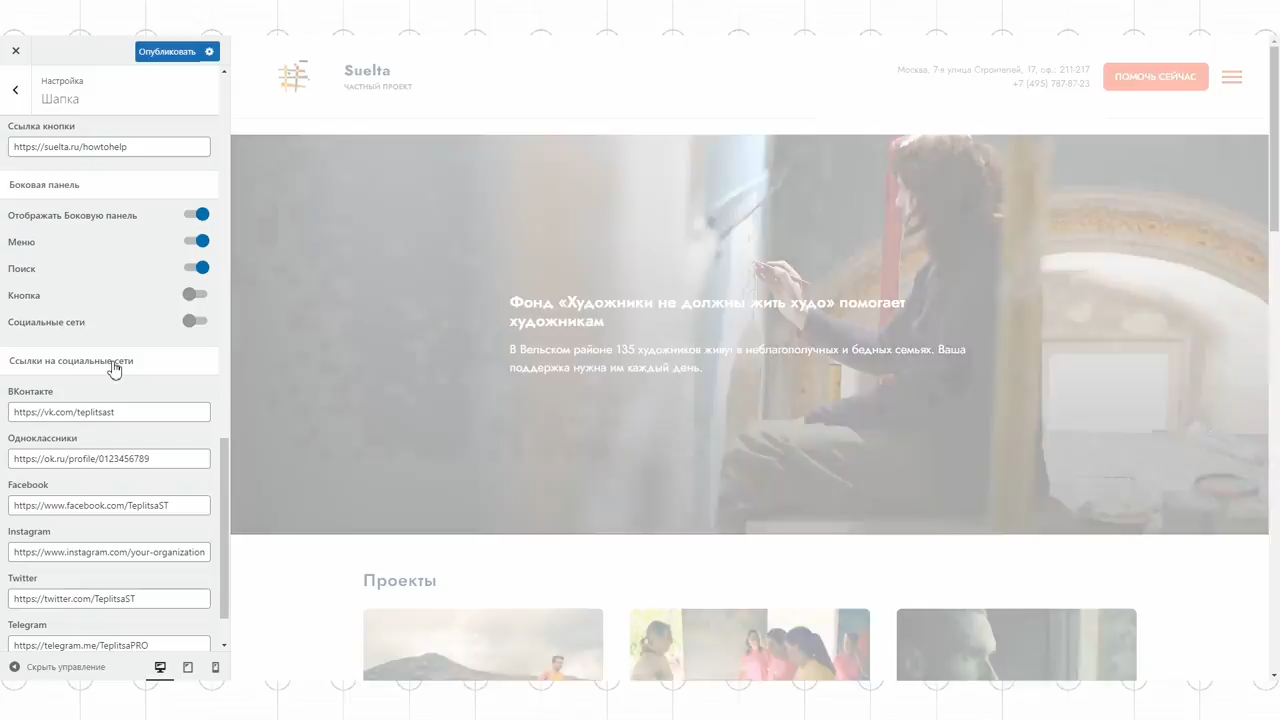 Опубликовать
Настройка
Шапка
Ссылка кнопки
https://suelta.ru/howtohelp
Боковая панель
Отображать Боковую панель
Меню
Поиск
Кнопка
Социальные сети
Ссылки на социальные сети
ВКонтакте
https://vk.com/teplitsast
Одноклассники
https://ok.ru/profile/0123456789
Facebook
https://www.facebook.com/TeplitsaST
Instagram
https://www.instagram.com/your-organization
Twitter
https://twitter.com/TeplitsaST
Telegram
https://telegram.me/TeplitsaPRO
Скрыть управление
Suelta
ЧАСТНЫЙ ПРОЕКТ
Москва, 7-я улица Строителей, 17, оф.: 211-217
+7 (495) 787-87-23
ПОМОЧЬ СЕЙЧАС
Фонд «Художники не должны жить худо» помогает
художникам
В Вельском районе 135 художников живут в неблагополучных и бедных семьях. Ваша
поддержка нужна им каждый день.
Проекты